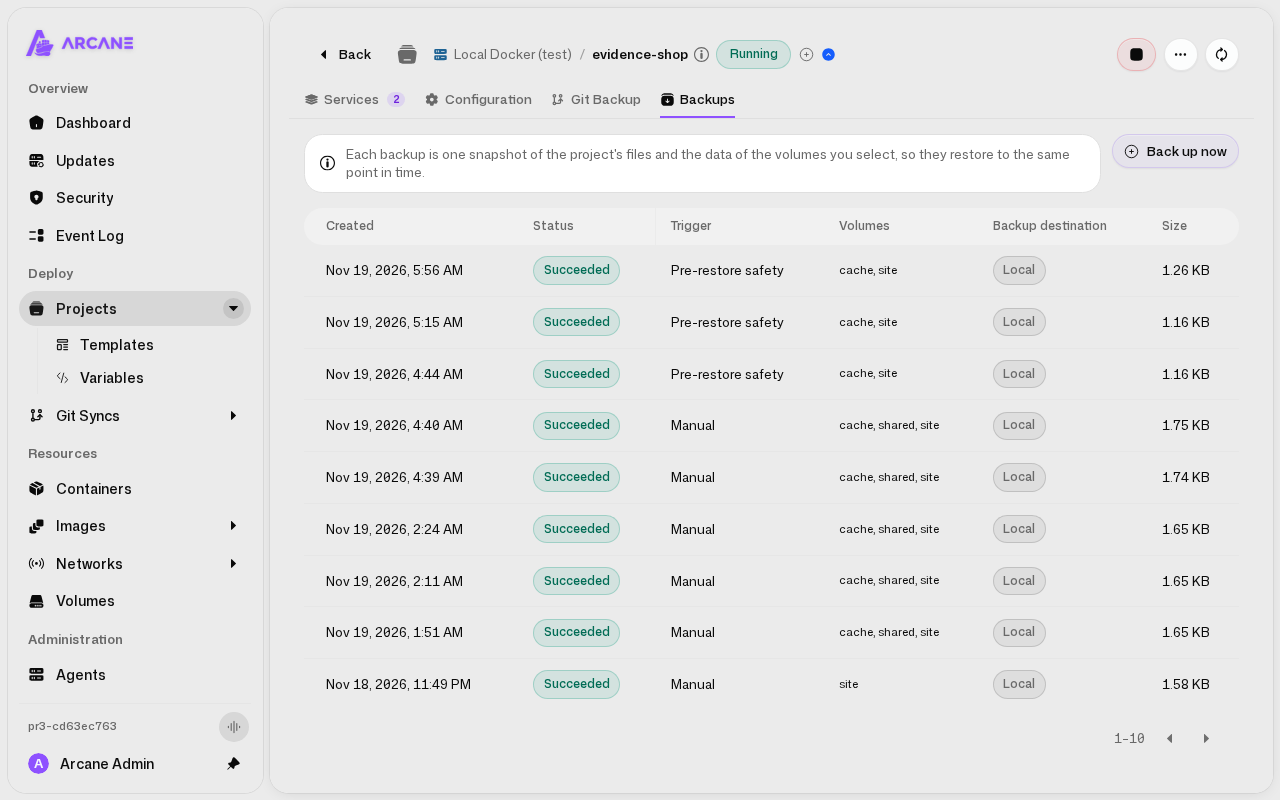 ARCANE
Overview
Dashboard
Updates
Security
Event Log
Deploy
Projects
Templates
Variables
Git Syncs
Resources
Containers
Images
Networks
Volumes
Administration
Agents
pr3-cd63ec763
A Arcane Admin
Back Local Docker (test) / evidence-shop Running
Services 2 Configuration Git Backup Backups
Each backup is one snapshot of the project's files and the data of the volumes you select, so they restore to the same
point in time.
Back up now
Created Status Trigger Volumes Backup destination Size
Nov 19, 2026, 5:56 AM Succeeded Pre-restore safety cache, site Local 1.26 KB
Nov 19, 2026, 5:15 AM Succeeded Pre-restore safety cache, site Local 1.16 KB
Nov 19, 2026, 4:44 AM Succeeded Pre-restore safety cache, site Local 1.16 KB
Nov 19, 2026, 4:40 AM Succeeded Manual cache, shared, site Local 1.75 KB
Nov 19, 2026, 4:39 AM Succeeded Manual cache, shared, site Local 1.74 KB
Nov 19, 2026, 2:24 AM Succeeded Manual cache, shared, site Local 1.65 KB
Nov 19, 2026, 2:11 AM Succeeded Manual cache, shared, site Local 1.65 KB
Nov 19, 2026, 1:51 AM Succeeded Manual cache, shared, site Local 1.65 KB
Nov 18, 2026, 11:49 PM Succeeded Manual site Local 1.58 KB
1–10